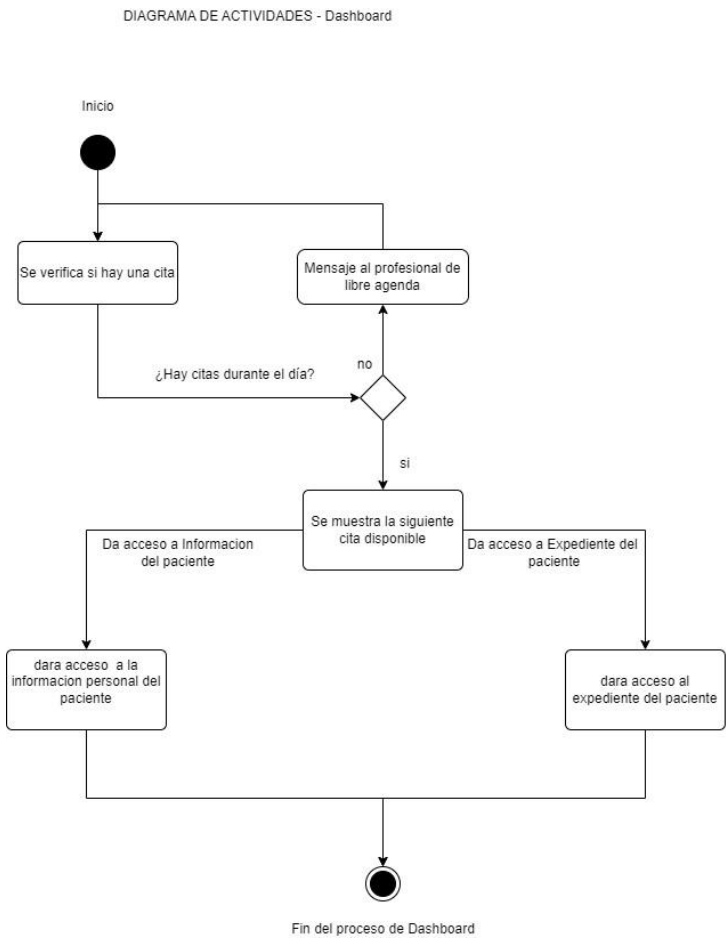 DIAGRAMA DE ACTIVIDADES - Dashboard
Inicio
Se verifica si hay una cita
Mensaje al profesional de
libre agenda
¿Hay citas durante el día?
no
si
Se muestra la siguiente
cita disponible
Da acceso a Informacion
del paciente
Da acceso a Expediente del
paciente
dara acceso  a la
informacion personal del
paciente
dara acceso al
expediente del paciente
Fin del proceso de Dashboard